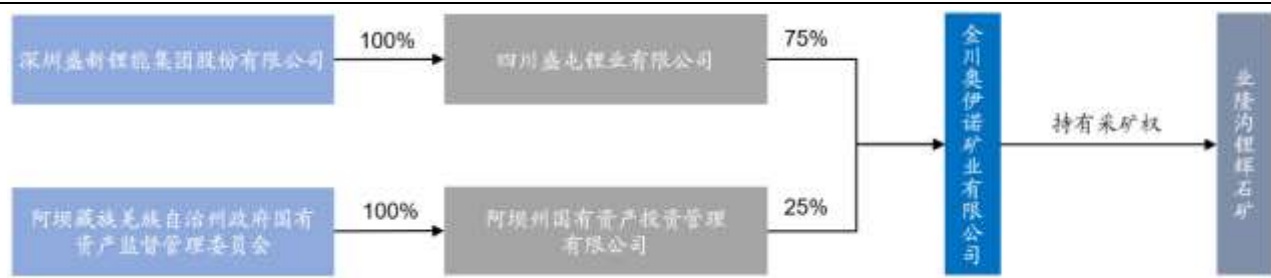 深圳盛新锂能集团股份有限公司
100%
四川盛屯锂业有限公司
75%
金川奥伊诺矿业有限公司
持有采矿权
业隆沟锂辉石矿
阿坝藏族羌族自治州政府国有
资产监督管理委员会
100%
阿坝州国有资产投资管理
有限公司
25%